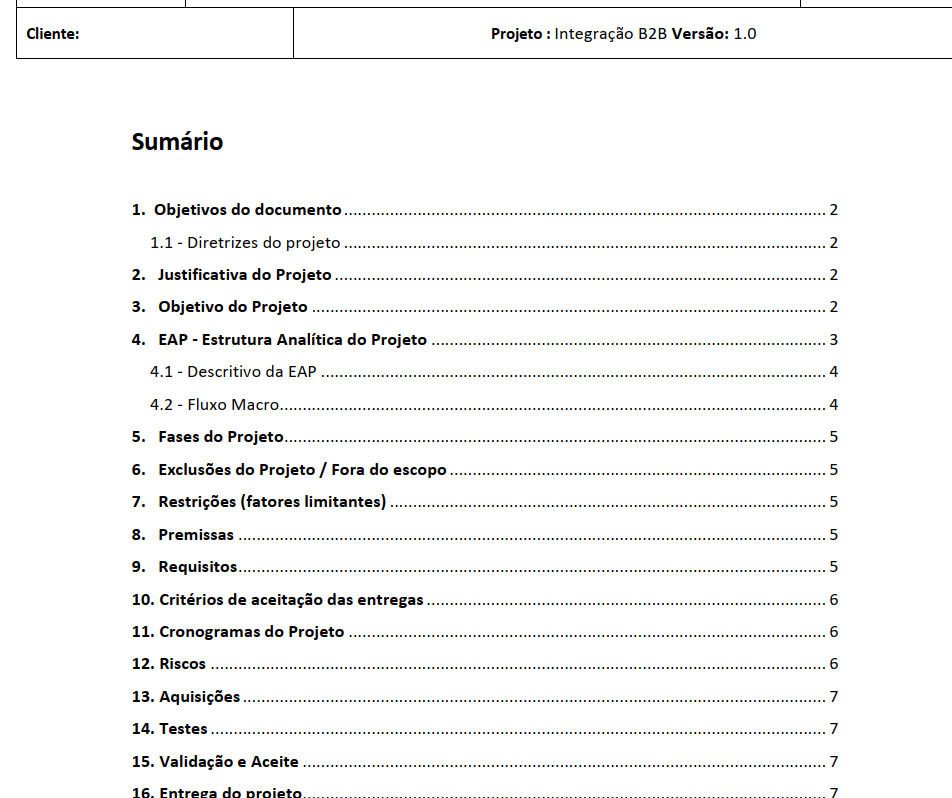 Cliente: Projeto : Integração B2B Versão: 1.0
Sumário
1. Objetivos do documento 2
1.1 - Diretrizes do projeto 2
2. Justificativa do Projeto 2
3. Objetivo do Projeto 2
4. EAP - Estrutura Analítica do Projeto 3
4.1 - Descritivo da EAP 4
4.2 - Fluxo Macro 4
5. Fases do Projeto 5
6. Exclusões do Projeto / Fora do escopo 5
7. Restrições (fatores limitantes) 5
8. Premissas 5
9. Requisitos 5
10. Critérios de aceitação das entregas 6
11. Cronogramas do Projeto 6
12. Riscos 6
13. Aquisições 7
14. Testes 7
15. Validação e Aceite 7
16. Entrega do projeto 7